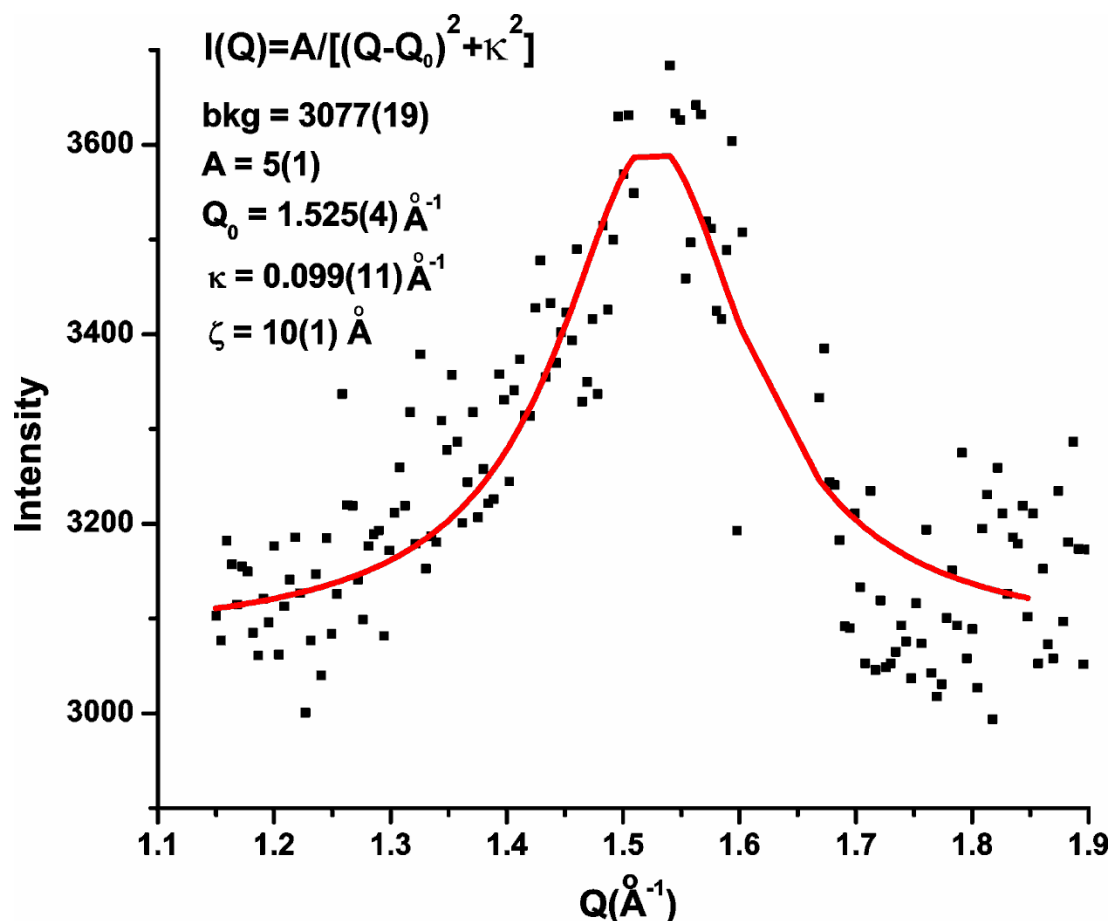 I(Q)=A/[(Q-Q₀)²+κ²]
bkg = 3077(19)
A = 5(1)
Q₀ = 1.525(4) Å⁻¹
κ = 0.099(11) Å⁻¹
ζ = 10(1) Å
3600
3400
3200
3000
Intensity
1.1 1.2 1.3 1.4 1.5 1.6 1.7 1.8 1.9
Q(Å⁻¹)